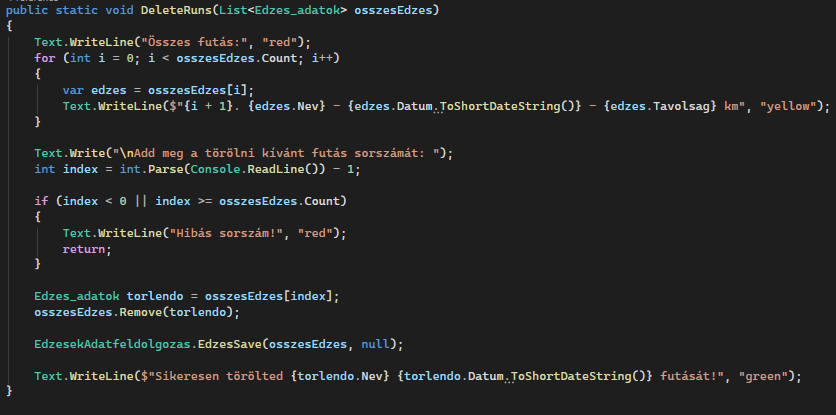 public static void DeleteRuns(List<Edzes_adatok> osszesEdzes)
{
Text.WriteLine("Összes futás:", "red");
for (int i = 0; i < osszesEdzes.Count; i++)
{
var edzes = osszesEdzes[i];
Text.WriteLine($"{i + 1}. {edzes.Nev} - {edzes.Datum.ToShortDateString()} - {edzes.Tavolsag} km", "yellow");
}
Text.Write("\nAdd meg a törölni kívánt futás sorszámát: ");
int index = int.Parse(Console.ReadLine()) - 1;
if (index < 0 || index >= osszesEdzes.Count)
{
Text.WriteLine("Hibás sorszám!", "red");
return;
}
Edzes_adatok torlendo = osszesEdzes[index];
osszesEdzes.Remove(torlendo);
EdzesekAdatfeldolgozas.EdzesSave(osszesEdzes, null);
Text.WriteLine($"Sikeresen törölted {torlendo.Nev} {torlendo.Datum.ToShortDateString()} futását!", "green");
}